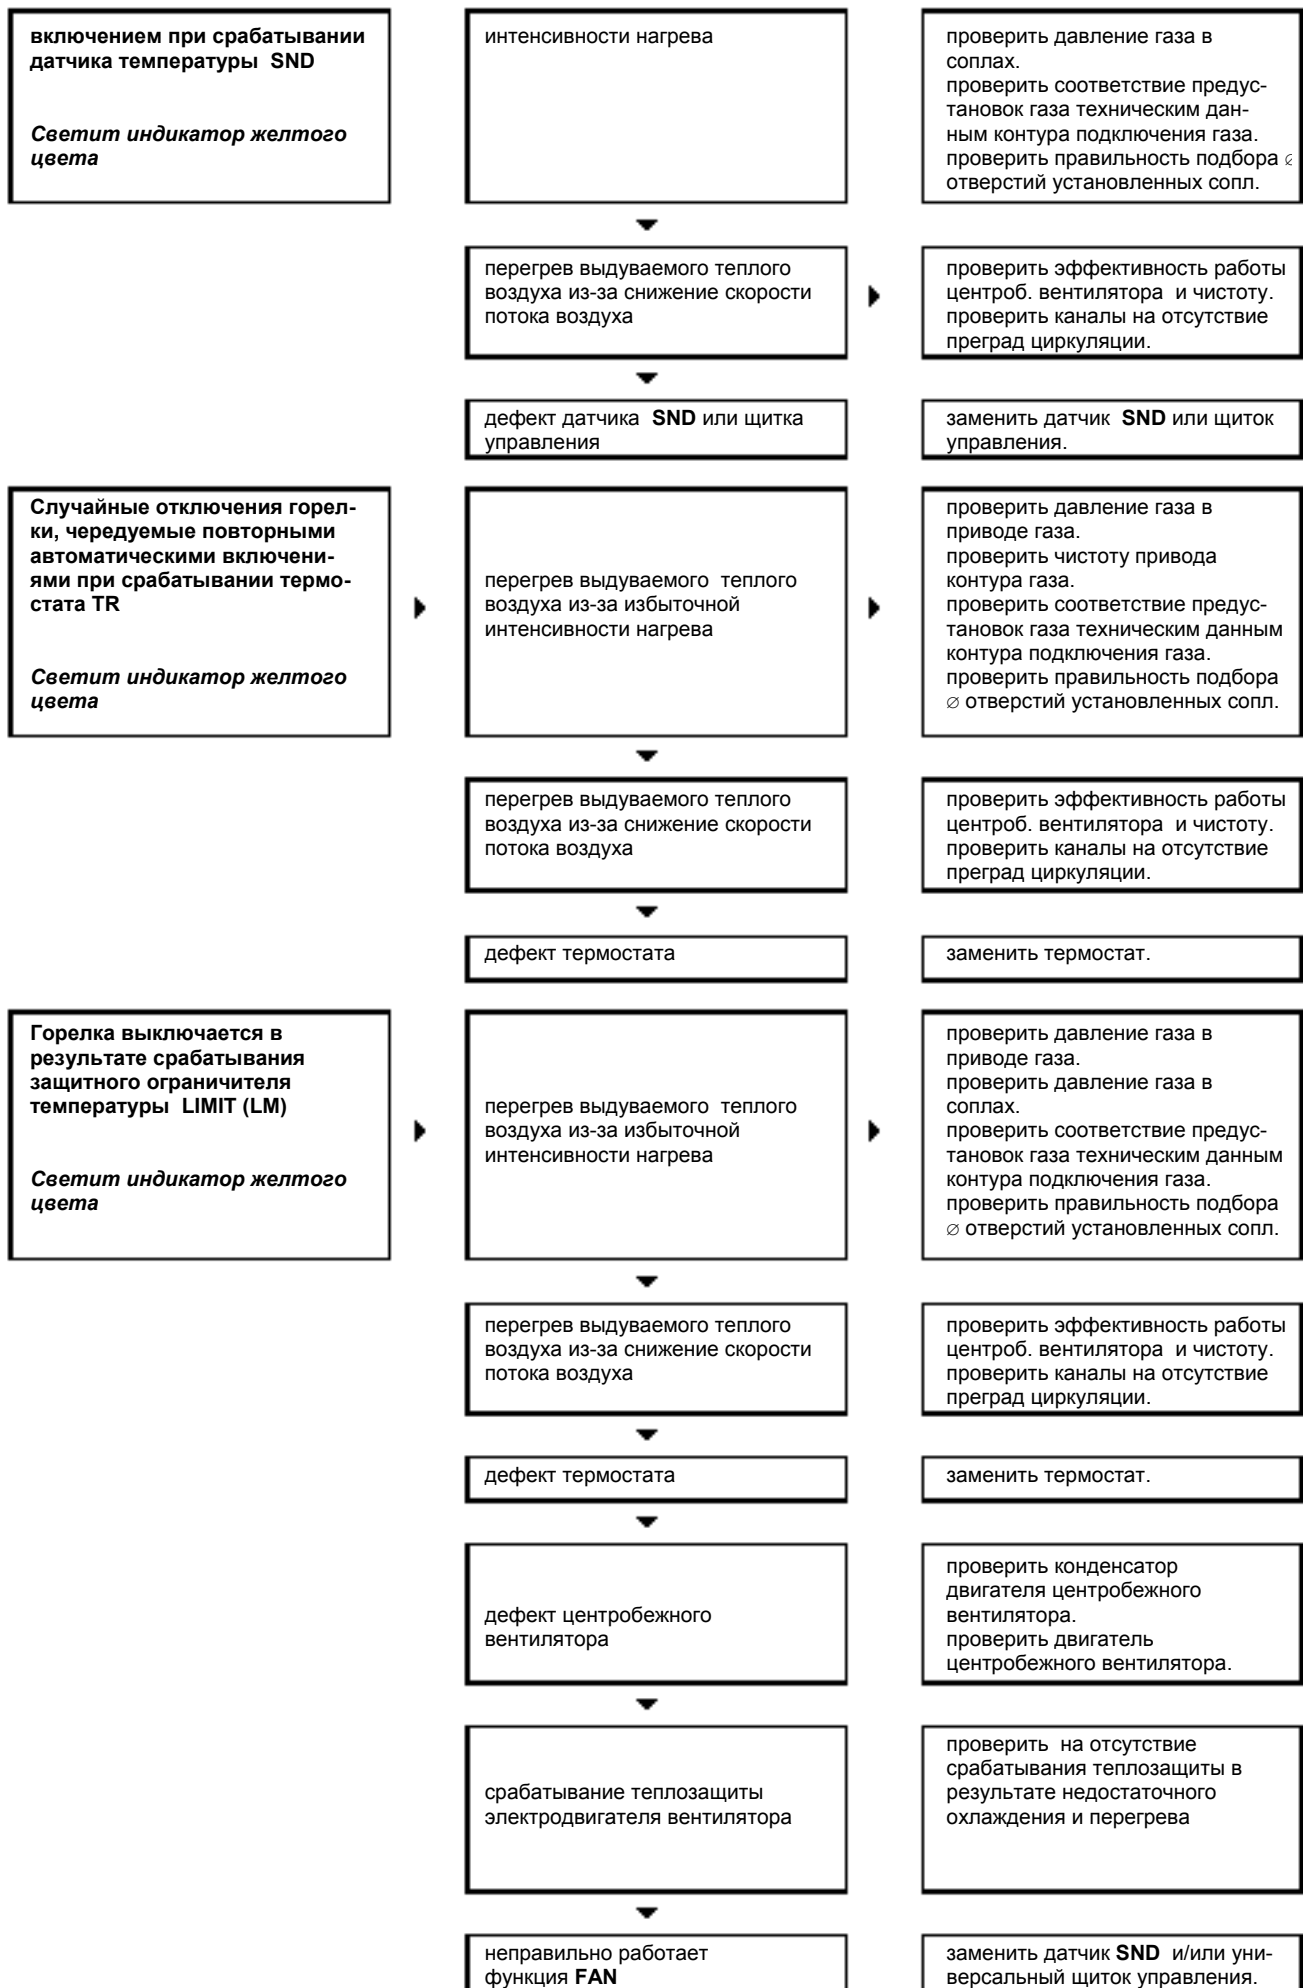 включением при срабатывании
датчика температуры SND
Светит индикатор желтого
цвета
интенсивности нагрева
проверить давление газа в
соплах.
проверить соответствие предус-
тановок газа техническим дан-
ным контура подключения газа.
проверить правильность подбора ∅
отверстий установленных сопл.
перегрев выдуваемого теплого
воздуха из-за снижение скорости
потока воздуха
проверить эффективность работы
центроб. вентилятора и чистоту.
проверить каналы на отсутствие
преград циркуляции.
дефект датчика SND или щитка
управления
заменить датчик SND или щиток
управления.
Случайные отключения горел-
ки, чередуемые повторными
автоматическими включени-
ями при срабатывании термо-
стата TR
Светит индикатор желтого
цвета
перегрев выдуваемого теплого
воздуха из-за избыточной
интенсивности нагрева
проверить давление газа в
приводе газа.
проверить чистоту привода
контура газа.
проверить соответствие предус-
тановок газа техническим данным
контура подключения газа.
проверить правильность подбора
∅ отверстий установленных сопл.
перегрев выдуваемого теплого
воздуха из-за снижение скорости
потока воздуха
проверить эффективность работы
центроб. вентилятора и чистоту.
проверить каналы на отсутствие
преград циркуляции.
дефект термостата
заменить термостат.
Горелка выключается в
результате срабатывания
защитного ограничителя
температуры LIMIT (LM)
Светит индикатор желтого
цвета
перегрев выдуваемого теплого
воздуха из-за избыточной
интенсивности нагрева
проверить давление газа в
приводе газа.
проверить давление газа в
соплах.
проверить соответствие предус-
тановок газа техническим данным
контура подключения газа.
проверить правильность подбора
∅ отверстий установленных сопл.
перегрев выдуваемого теплого
воздуха из-за снижение скорости
потока воздуха
проверить эффективность работы
центроб. вентилятора и чистоту.
проверить каналы на отсутствие
преград циркуляции.
дефект термостата
заменить термостат.
дефект центробежного
вентилятора
проверить конденсатор
двигателя центробежного
вентилятора.
проверить двигатель
центробежного вентилятора.
срабатывание теплозащиты
электродвигателя вентилятора
проверить на отсутствие
срабатывания теплозащиты в
результате недостаточного
охлаждения и перегрева
неправильно работает
функция FAN
заменить датчик SND и/или уни-
версальный щиток управления.